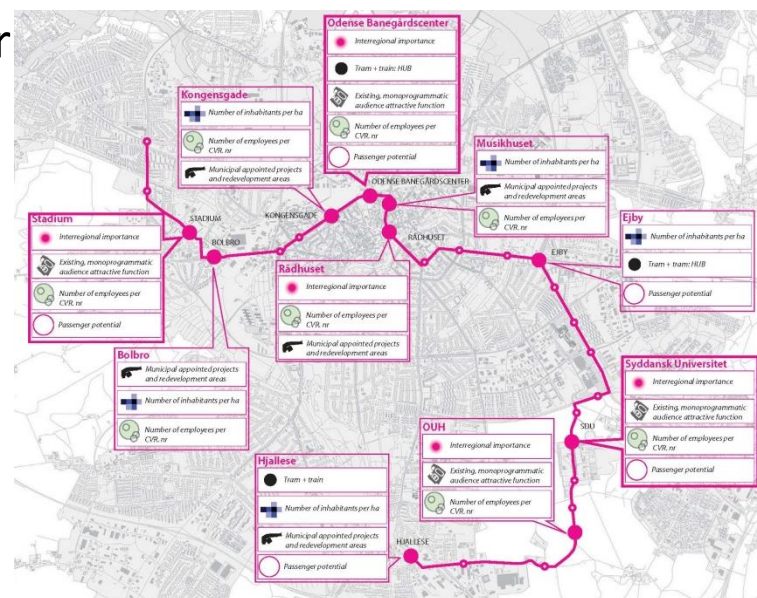 r
Odense Banegårdscenter
Interregional importance
Tram + train: HUB
Existing, monoprogrammatic
audience attractive function
Number of employees per
CVR. nr
Passenger potential
Kongensgade
Number of inhabitants per ha
Number of employees per
CVR. nr
Municipal appointed projects
and redevelopment areas
Musikhuset
Number of inhabitants per ha
Municipal appointed projects
and redevelopment areas
Number of employees per
CVR. nr
Stadium
Interregional importance
Existing, monoprogrammatic
audience attractive function
Number of employees per
CVR. nr
Passenger potential
Ejby
Number of inhabitants per ha
Tram + tram: HUB
Passenger potential
Rådhuset
Interregional importance
Number of employees per
CVR. nr
Municipal appointed projects
and redevelopment areas
Bolbro
Municipal appointed projects
and redevelopment areas
Number of inhabitants per ha
Number of employees per
CVR. nr
Syddansk Universitet
Interregional importance
Existing, monoprogrammatic
audience attractive function
Number of employees per
CVR. nr
Passenger potential
OUH
Interregional importance
Existing, monoprogrammatic
audience attractive function
Number of employees per
CVR. nr
Hjallese
Tram + train
Number of inhabitants per ha
Municipal appointed projects
and redevelopment areas
Passenger potential
STADIUM
BOLBRO
KONGENSGADE
ODENSE BANEGÅRDSCENTER
RÅDHUSET
EJBY
SDU
HJALLESE